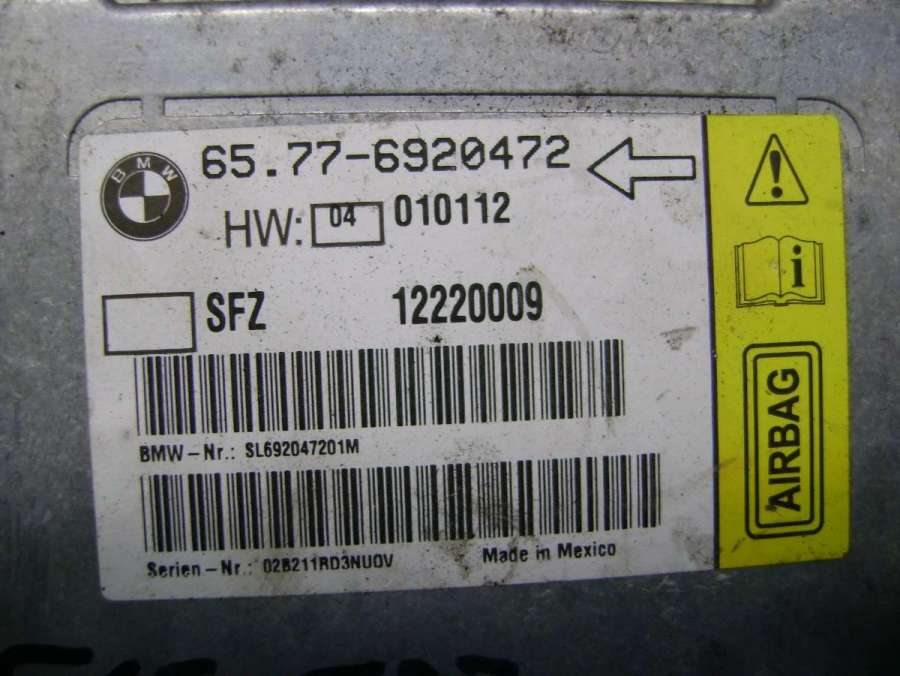 BMW
65.77-6920472
HW: 04 010112
SFZ 12220009
BMW-Nr.: SL692047201M
Serien-Nr.: 02B211RD3NU0V
Made in Mexico
i
AIRBAG